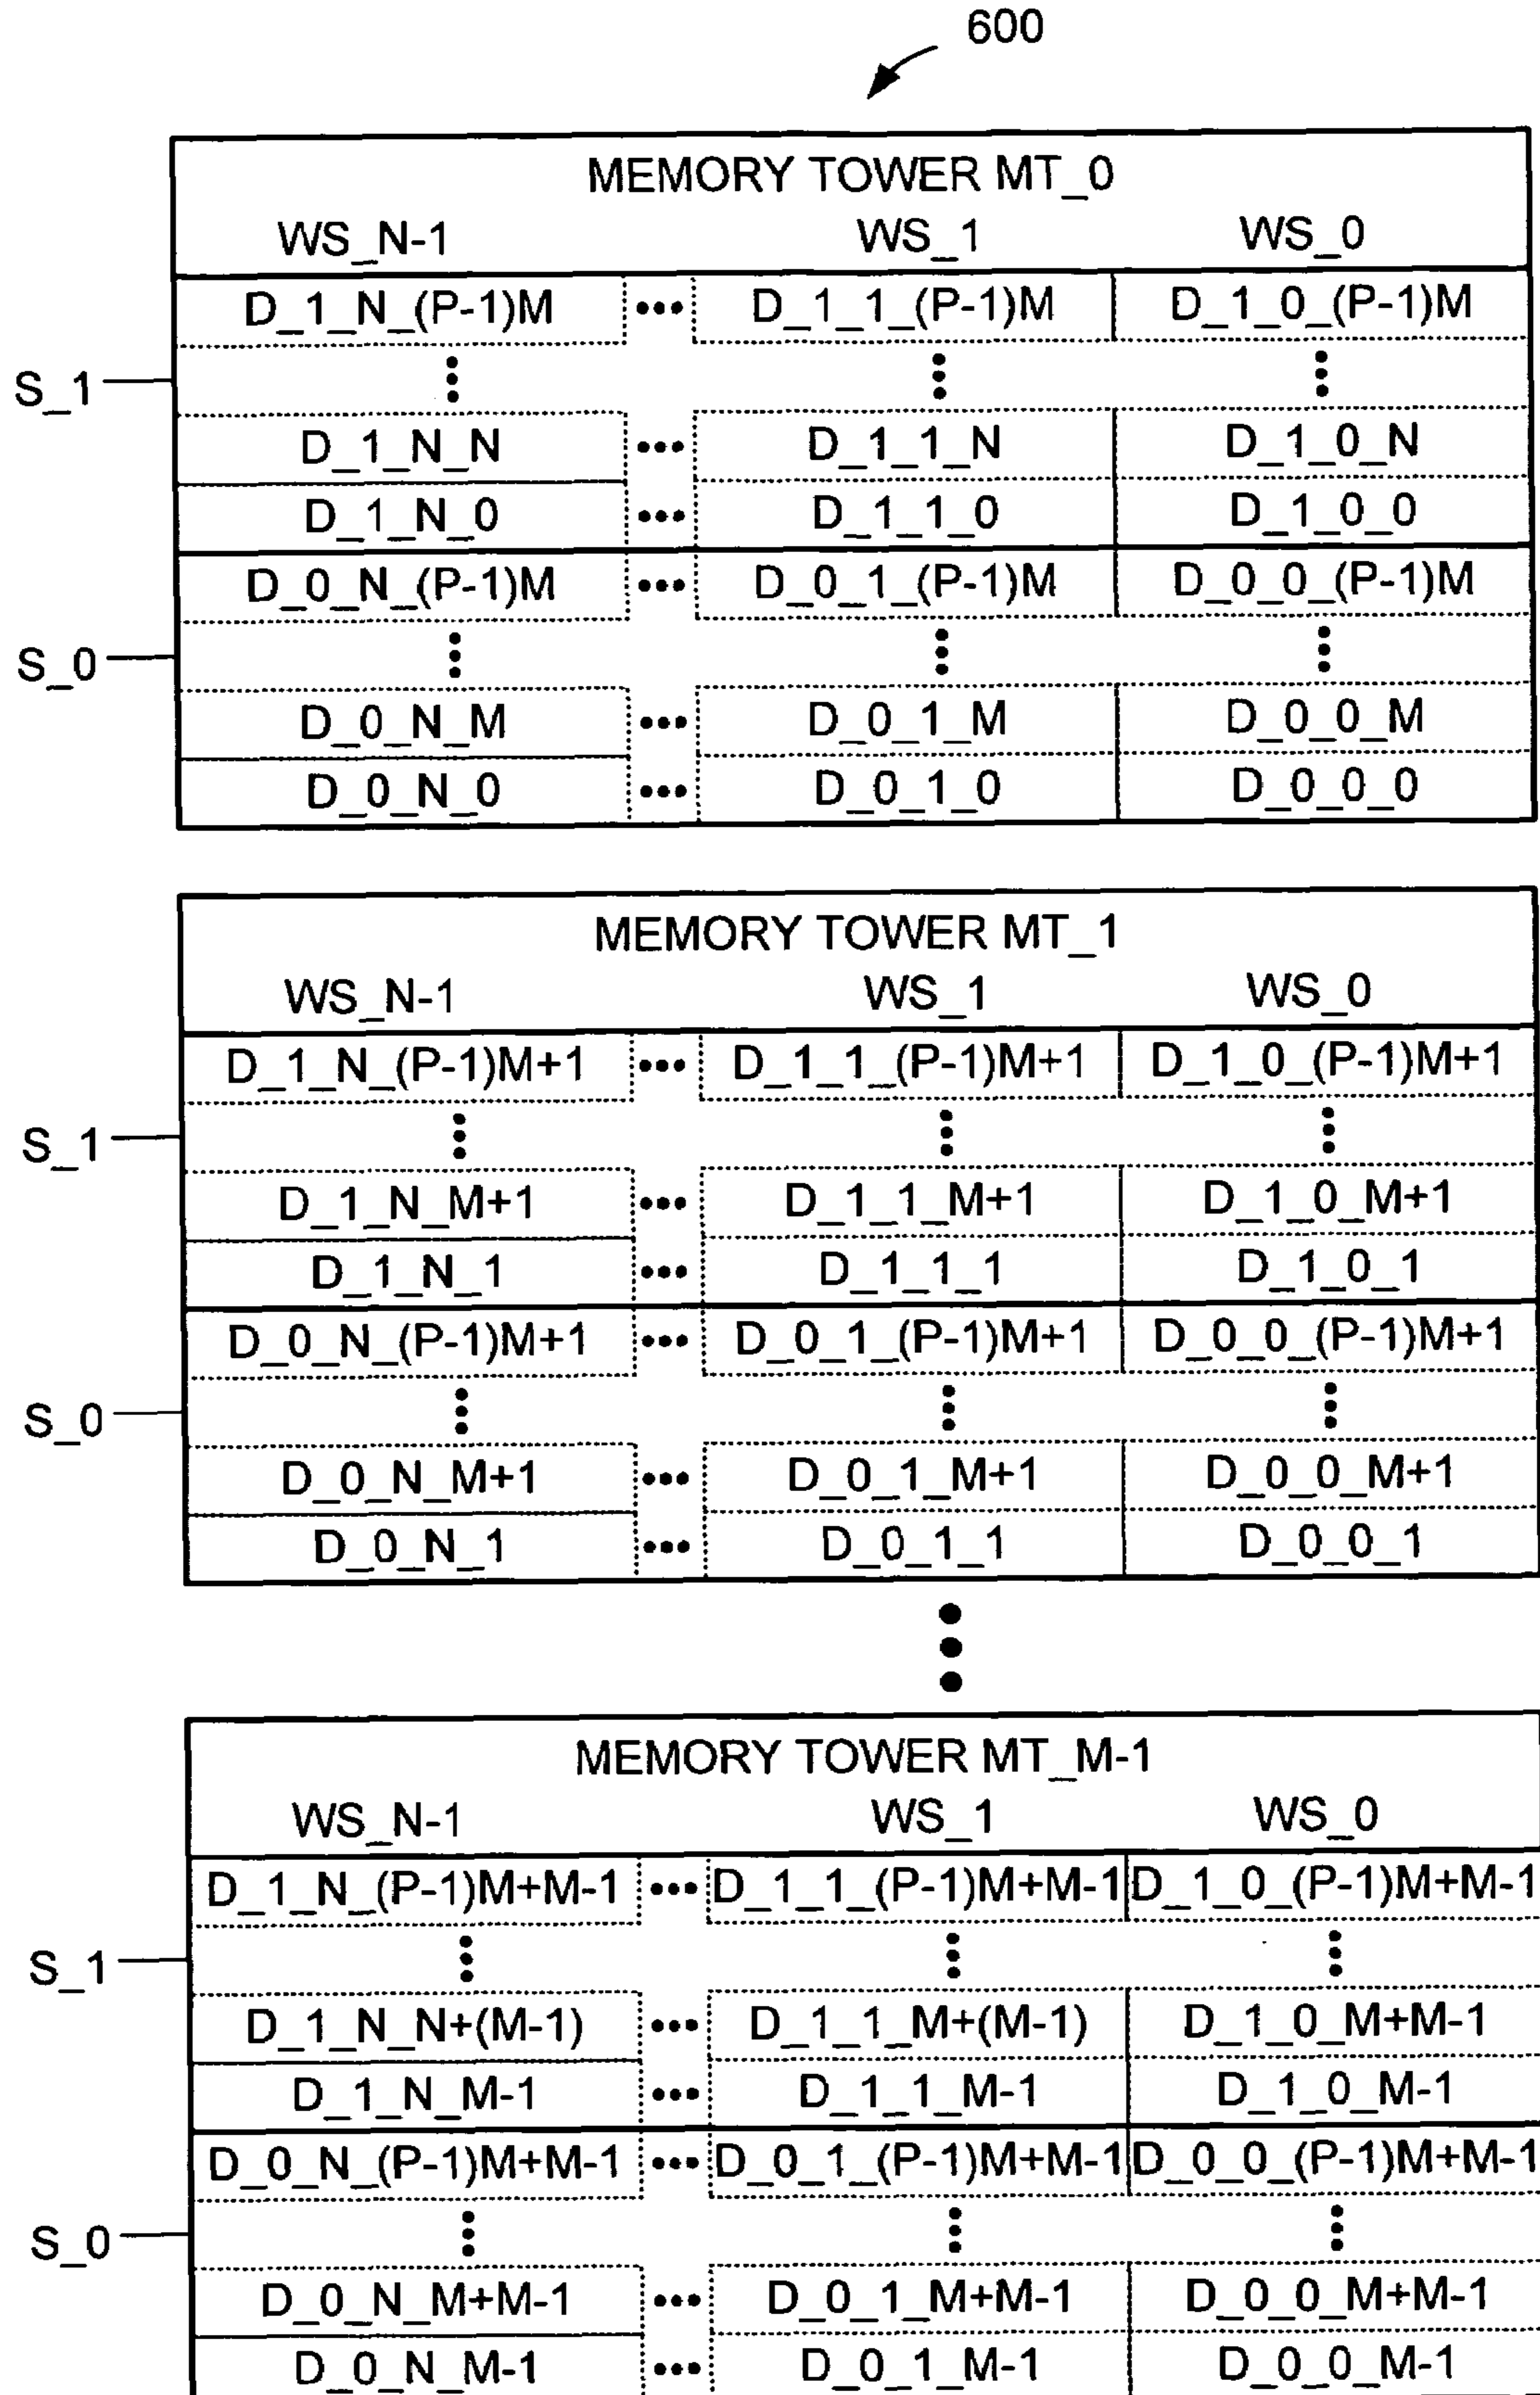 600
MEMORY TOWER MT_0
WS_N-1 WS_1 WS_0
D_1_N_(P-1)M ••• D_1_1_(P-1)M D_1_0_(P-1)M
S_1
D_1_N_N ••• D_1_1_N D_1_0_N
D_1_N_0 ••• D_1_1_0 D_1_0_0
D_0_N_(P-1)M ••• D_0_1_(P-1)M D_0_0_(P-1)M
S_0
D_0_N_M ••• D_0_1_M D_0_0_M
D_0_N_0 ••• D_0_1_0 D_0_0_0
MEMORY TOWER MT_1
WS_N-1 WS_1 WS_0
D_1_N_(P-1)M+1 ••• D_1_1_(P-1)M+1 D_1_0_(P-1)M+1
S_1
D_1_N_M+1 ••• D_1_1_M+1 D_1_0_M+1
D_1_N_1 ••• D_1_1_1 D_1_0_1
D_0_N_(P-1)M+1 ••• D_0_1_(P-1)M+1 D_0_0_(P-1)M+1
S_0
D_0_N_M+1 ••• D_0_1_M+1 D_0_0_M+1
D_0_N_1 ••• D_0_1_1 D_0_0_1
MEMORY TOWER MT_M-1
WS_N-1 WS_1 WS_0
D_1_N_(P-1)M+M-1 ••• D_1_1_(P-1)M+M-1 D_1_0_(P-1)M+M-1
S_1
D_1_N_N+(M-1) ••• D_1_1_M+(M-1) D_1_0_M+M-1
D_1_N_M-1 ••• D_1_1_M-1 D_1_0_M-1
D_0_N_(P-1)M+M-1 ••• D_0_1_(P-1)M+M-1 D_0_0_(P-1)M+M-1
S_0
D_0_N_M+M-1 ••• D_0_1_M+M-1 D_0_0_M+M-1
D_0_N_M-1 ••• D_0_1_M-1 D_0_0_M-1